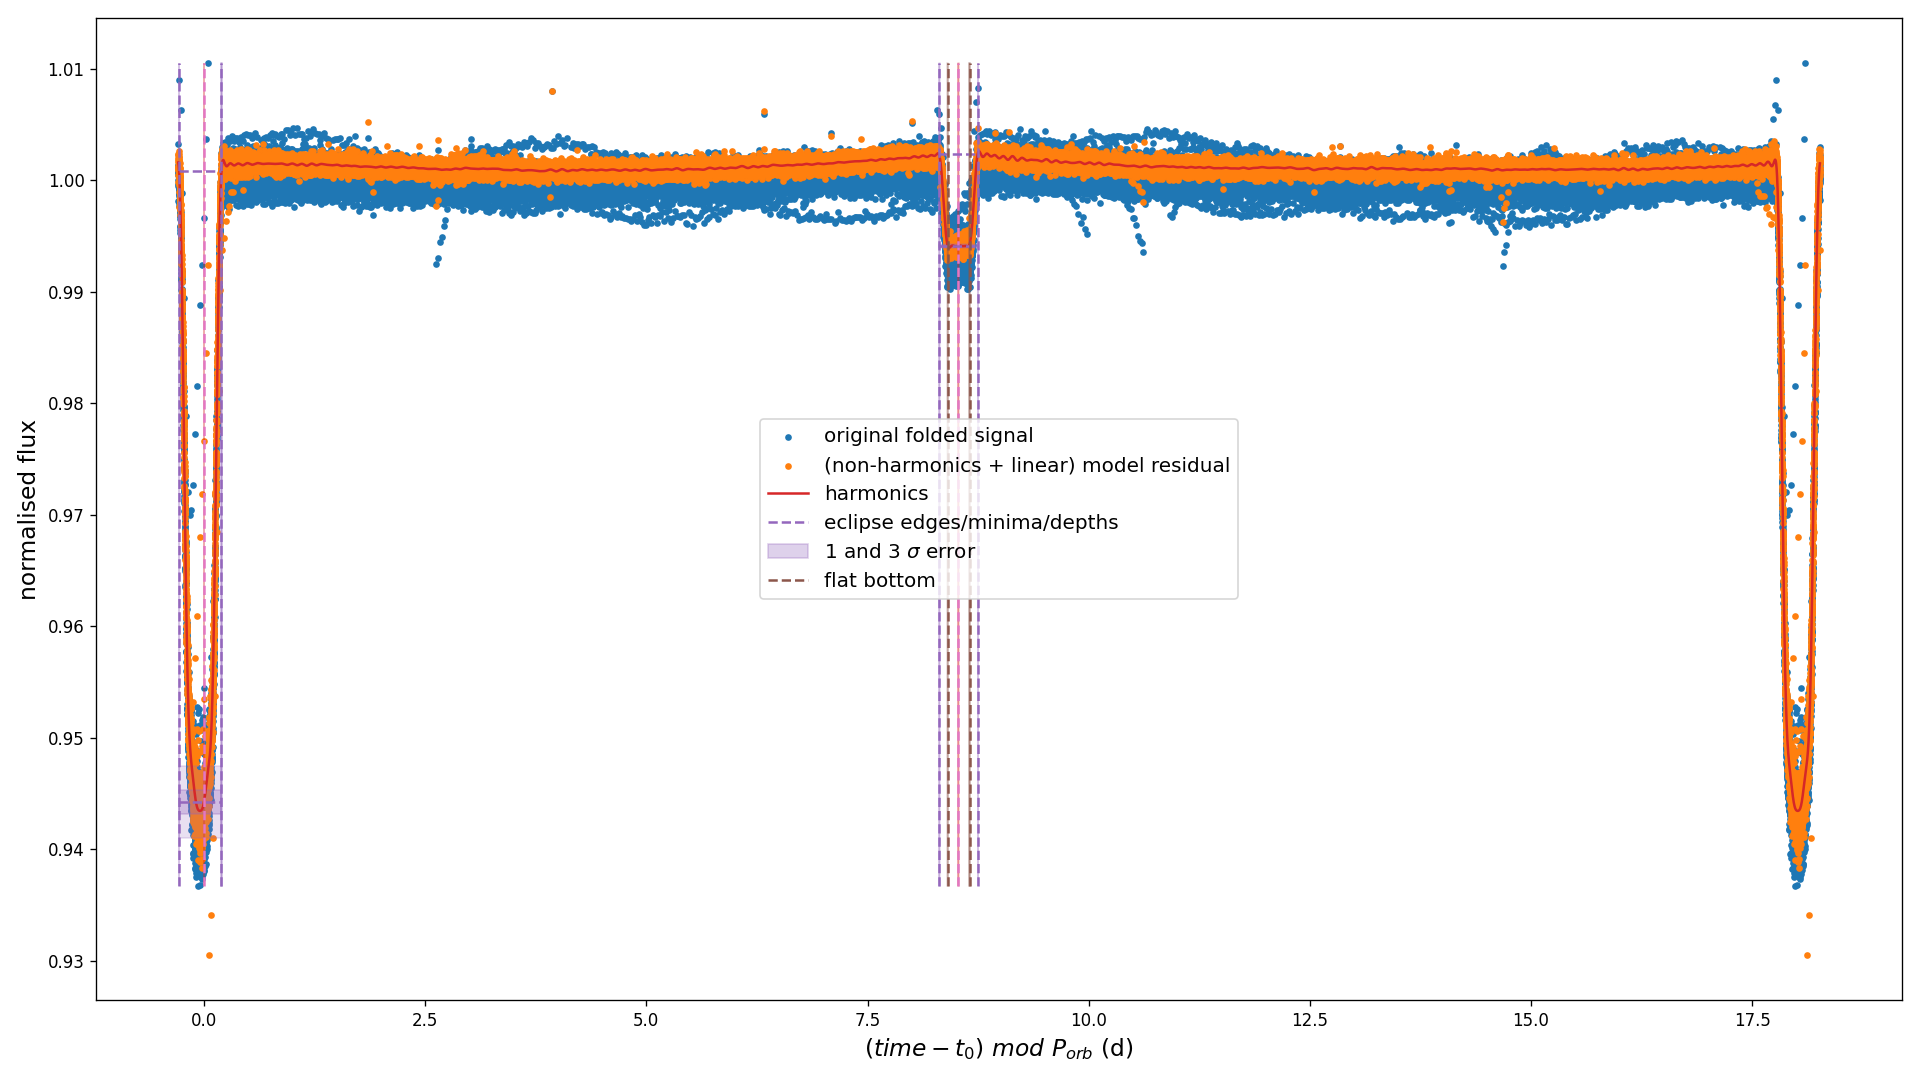 normalised flux
1.01
1.00
0.99
0.98
0.97
0.96
0.95
0.94
0.93
original folded signal
(non-harmonics + linear) model residual
harmonics
eclipse edges/minima/depths
1 and 3 σ error
flat bottom
0.0 2.5 5.0 7.5 10.0 12.5 15.0 17.5
(time − t₀) mod P_orb (d)